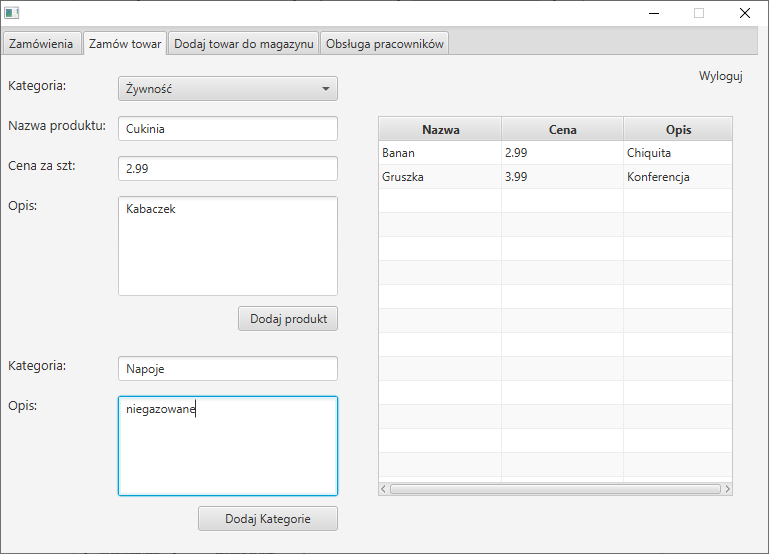 Zamówienia Zamów towar Dodaj towar do magazynu Obsługa pracowników
Wyloguj
Kategoria: Żywność
Nazwa produktu: Cukinia
Cena za szt: 2.99
Opis: Kabaczek
Dodaj produkt
Kategoria: Napoje
Opis: niegazowane
Dodaj Kategorie
Nazwa Cena Opis
Banan 2.99 Chiquita
Gruszka 3.99 Konferencja